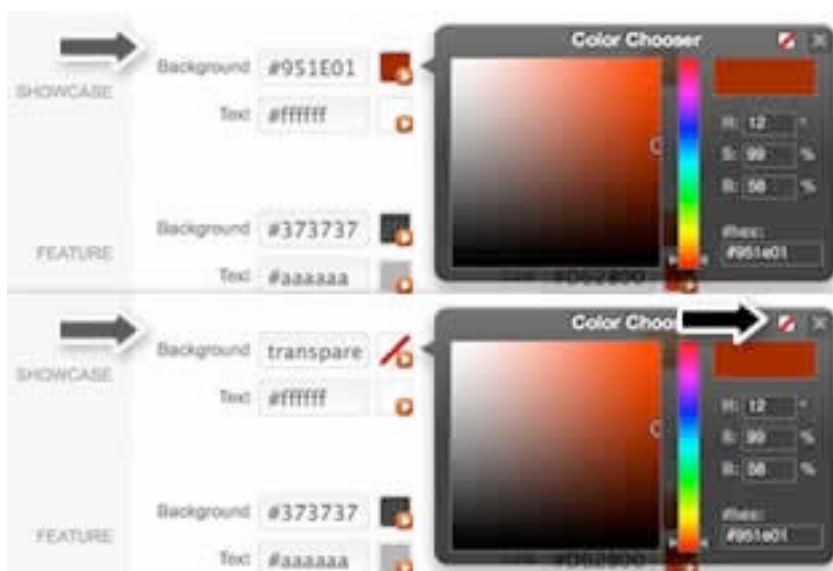 Color Chooser
Background #951E01
SHOWCASE
Text #ffffff
H: 12 °
S: 99 %
B: 58 %
Background #373737
FEATURE
#hex:
#951e01
Text #aaaaaa
Color Choos
Background transpare
SHOWCASE
Text #ffffff
H: 12 °
S: 99 %
B: 58 %
Background #373737
FEATURE
#hex:
#951e01
Text #aaaaaa